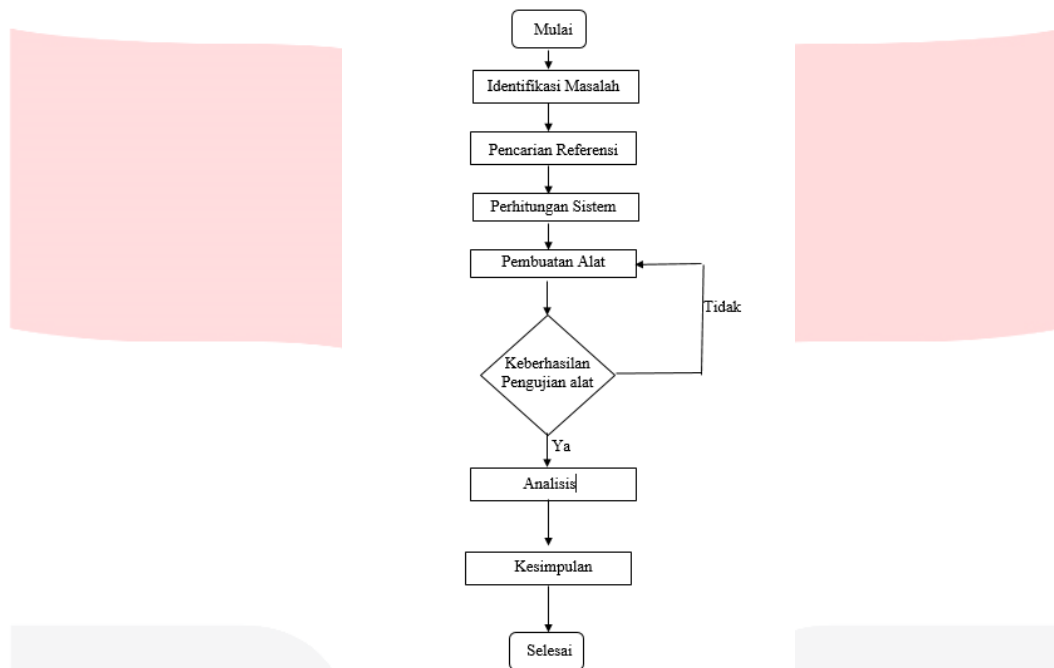 Mulai
Identifikasi Masalah
Pencarian Referensi
Perhitungan Sistem
Pembuatan Alat
Tidak
Keberhasilan
Pengujian alat
Ya
Analisis
Kesimpulan
Selesai